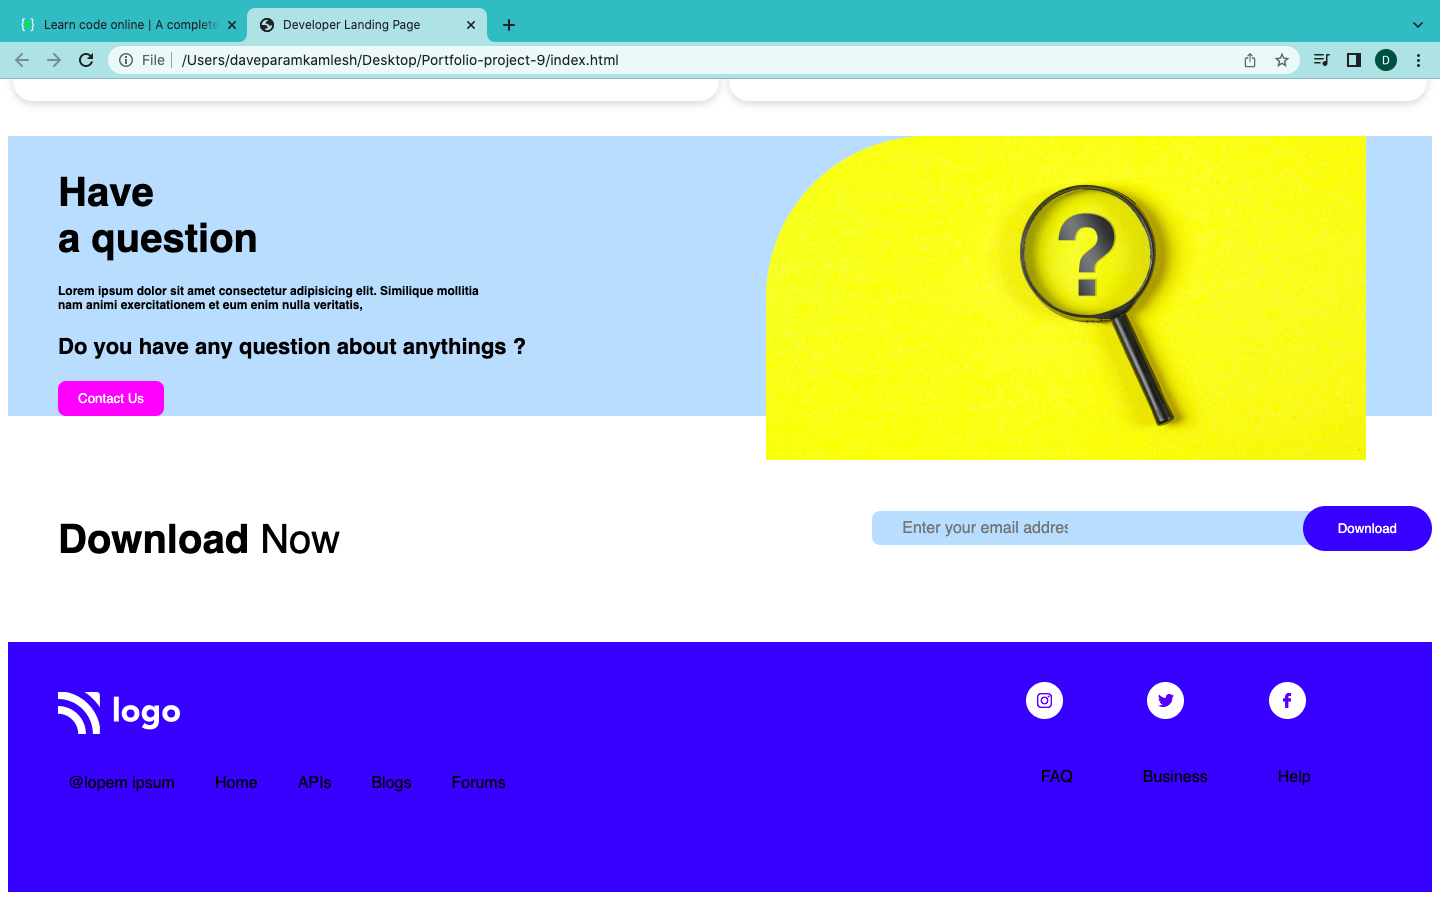 Learn code online | A complete
Developer Landing Page
File
/Users/daveparamkamlesh/Desktop/Portfolio-project-9/index.html
D
Have
a question
Lorem ipsum dolor sit amet consectetur adipisicing elit. Similique mollitia
nam animi exercitationem et eum enim nulla veritatis,
Do you have any question about anythings ?
Contact Us
?
Download Now
Enter your email addres
Download
logo
@lopem ipsum Home APIs Blogs Forums
FAQ Business Help